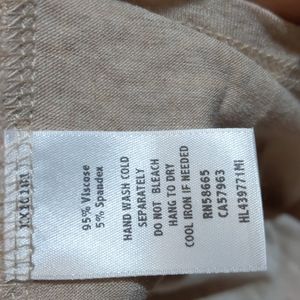 95% Viscose
5% Spandex
HAND WASH COLD
SEPARATELY
DO NOT BLEACH
HANG TO DRY
COOL IRON IF NEEDED
RN58665
CA57963
HL439771MI